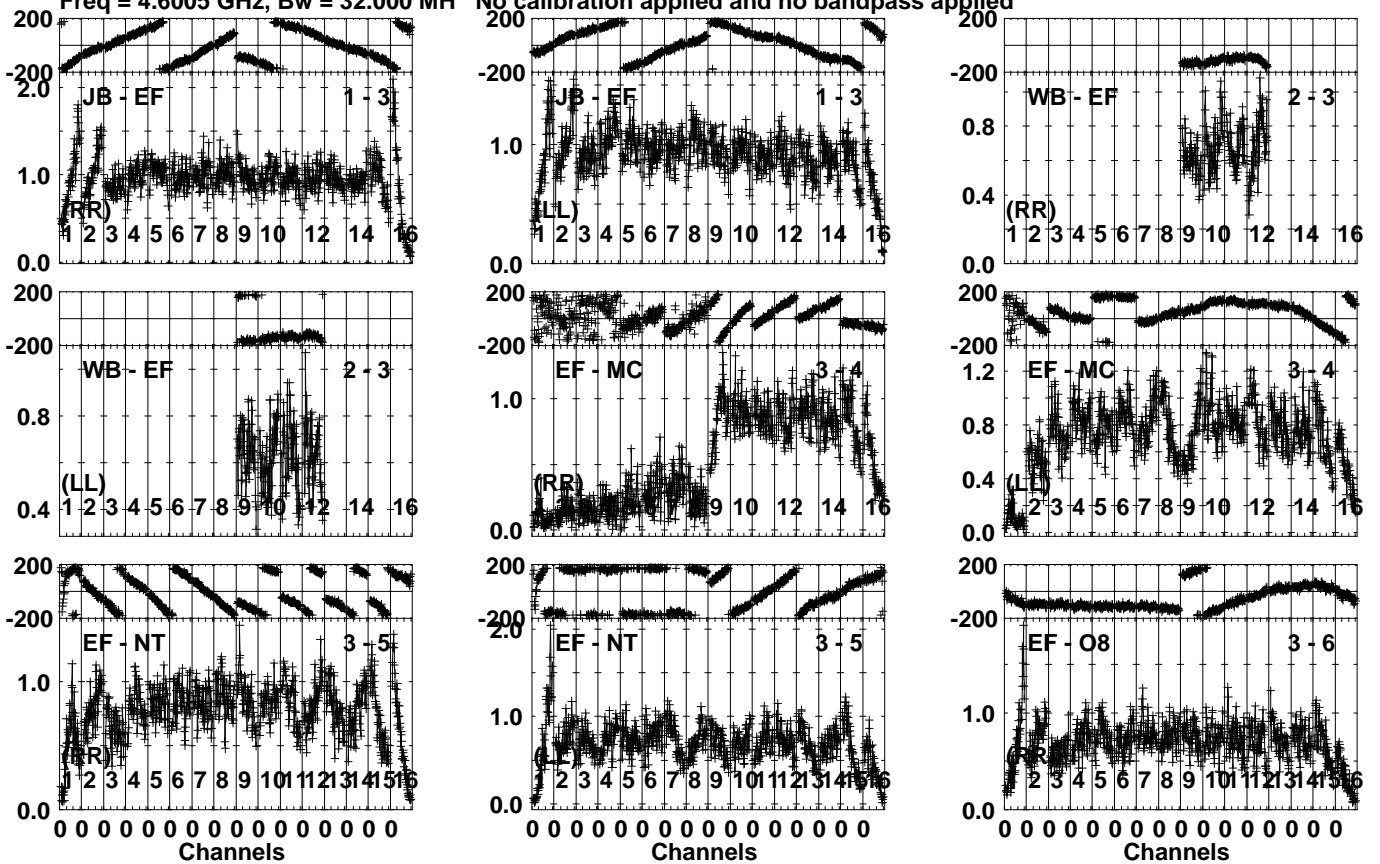 Freq = 4.6005 GHz, Bw = 32.000 MH No calibration applied and no bandpass applied
200
-200
2.0
1.0
0.0
JB - EF
1 - 3
(RR)
1 2 3 4 5 6 7 8 9 10 12 14 16
-200
1.0
0.0
JB - EF
1 - 3
(LL)
1 2 3 4 5 6 7 8 9 10 12 14 16
200
-200
0.8
0.4
0.0
WB - EF
2 - 3
(RR)
1 2 3 4 5 6 7 8 9 10 12 14 16
200
-200
0.8
0.4
WB - EF
2 - 3
(LL)
1 2 3 4 5 6 7 8 9 10 12 14 16
200
-200
1.0
0.0
EF - MC
3 - 4
(RR)
9 10 12 14 16
200
-200
1.2
0.8
0.4
0.0
EF - MC
3 - 4
(LL)
2 3 4 5 6 7 8 9 10 12 14 16
200
-200
1.0
0.0
EF - NT
3 - 5
(RR)
1 2 3 4 5 6 7 8 9 10 11 12 13 14 15 16
200
-200
2.0
1.0
0.0
EF - NT
3 - 5
(LL)
1 2 3 4 5 6 7 8 9 10 11 12 13 14 15 16
200
-200
1.0
0.0
EF - O8
3 - 6
(RR)
2 3 4 5 6 7 8 9 10 11 12 13 14 15 16
0 0 0 0 0 0 0 0 0 0 0 0 0 0 0 0
Channels
0 0 0 0 0 0 0 0 0 0 0 0 0 0 0 0
Channels
0 0 0 0 0 0 0 0 0 0 0 0 0 0 0 0
Channels